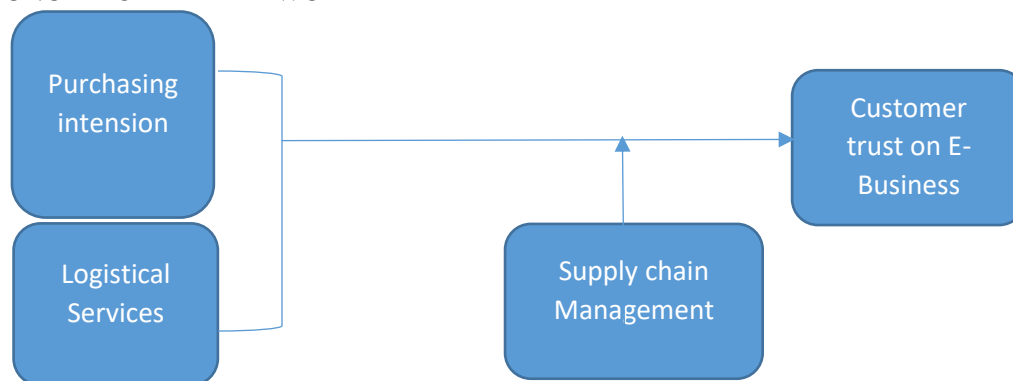 Purchasing
intension
Customer
trust on E-
Business
Logistical
Services
Supply chain
Management